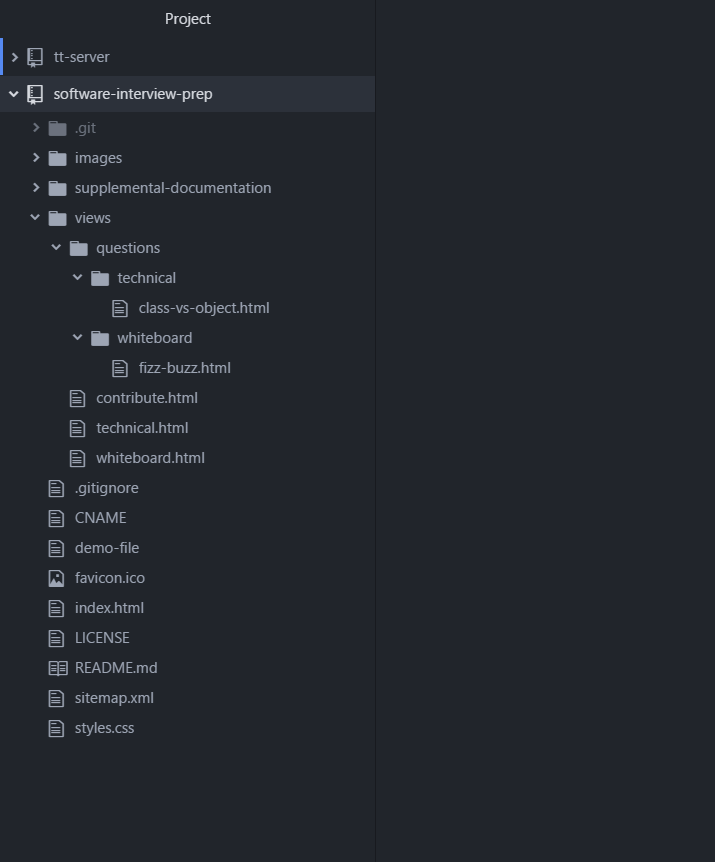 Project
tt-server
software-interview-prep
.git
images
supplemental-documentation
views
questions
technical
class-vs-object.html
whiteboard
fizz-buzz.html
contribute.html
technical.html
whiteboard.html
.gitignore
CNAME
demo-file
favicon.ico
index.html
LICENSE
README.md
sitemap.xml
styles.css